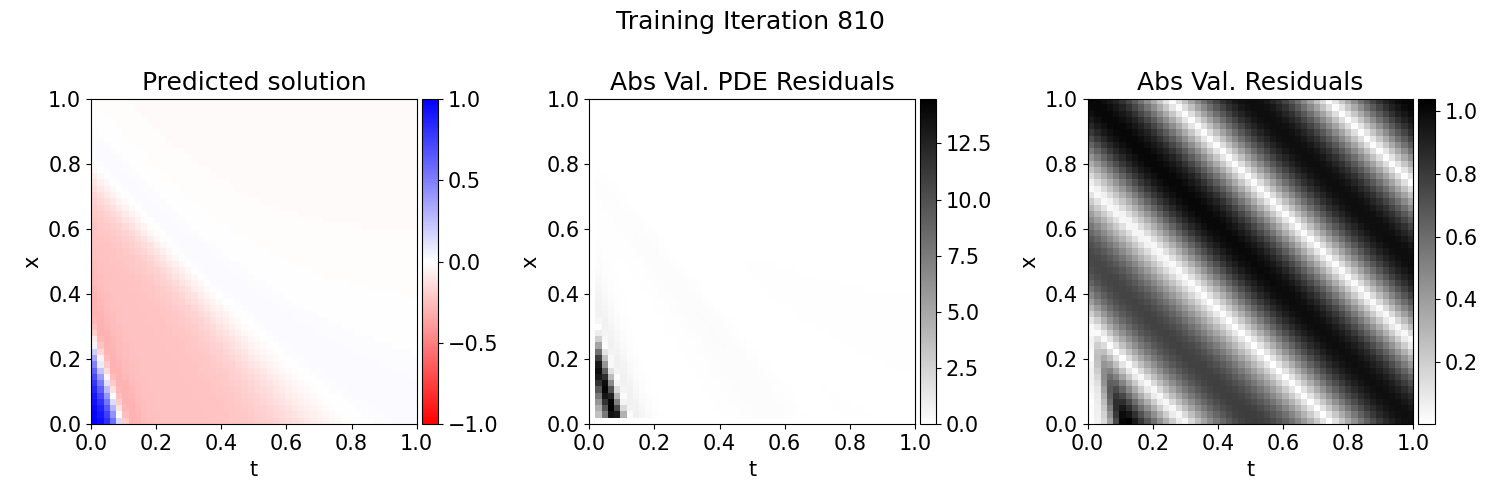 Training Iteration 810
Predicted solution
1.0
0.8
0.6
0.4
0.2
0.0
x
0.0 0.2 0.4 0.6 0.8 1.0
t
1.0
0.5
0.0
−0.5
−1.0
Abs Val. PDE Residuals
1.0
0.8
0.6
0.4
0.2
0.0
x
0.0 0.2 0.4 0.6 0.8 1.0
t
12.5
10.0
7.5
5.0
2.5
0.0
Abs Val. Residuals
1.0
0.8
0.6
0.4
0.2
0.0
x
0.0 0.2 0.4 0.6 0.8 1.0
t
1.0
0.8
0.6
0.4
0.2